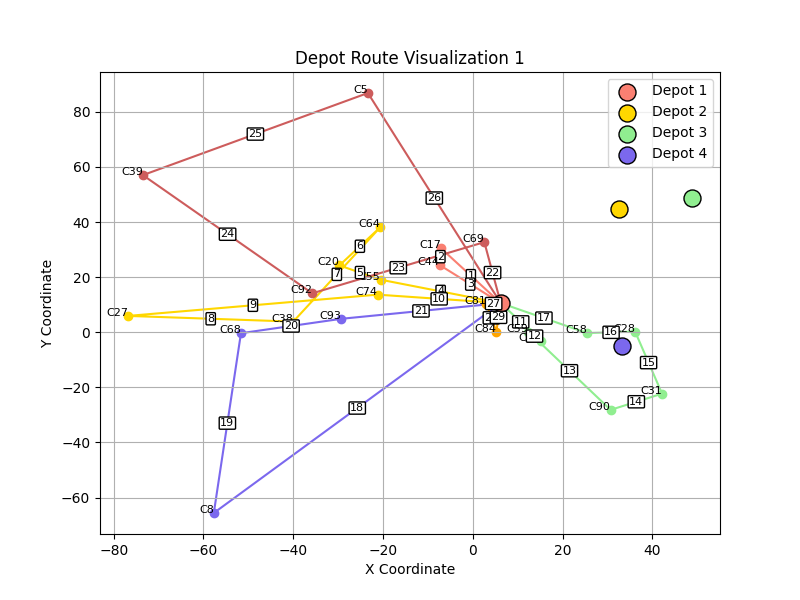 Depot Route Visualization 1
Depot 1
Depot 2
Depot 3
Depot 4
Y Coordinate
80
60
40
20
0
−20
−40
−60
−80
−60
−40
−20
0
20
40
X Coordinate
C5
25
C39
26
24
C64
C69
C17
6
2
C20
C44
23
7
5
55
22
1
3
C92
C74
4
10
C81
27
9
C27
8
C38
C93
21
29
17
11
C68
20
C84
C59
12
C58
16
C28
15
13
C31
14
C90
18
19
C8